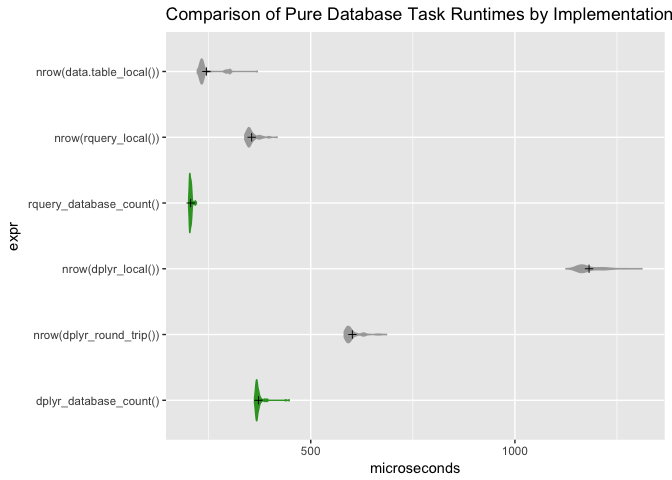 Comparison of Pure Database Task Runtimes by Implementation
expr
nrow(data.table_local())
nrow(rquery_local())
rquery_database_count()
nrow(dplyr_local())
nrow(dplyr_round_trip())
dplyr_database_count()
500 1000
microseconds